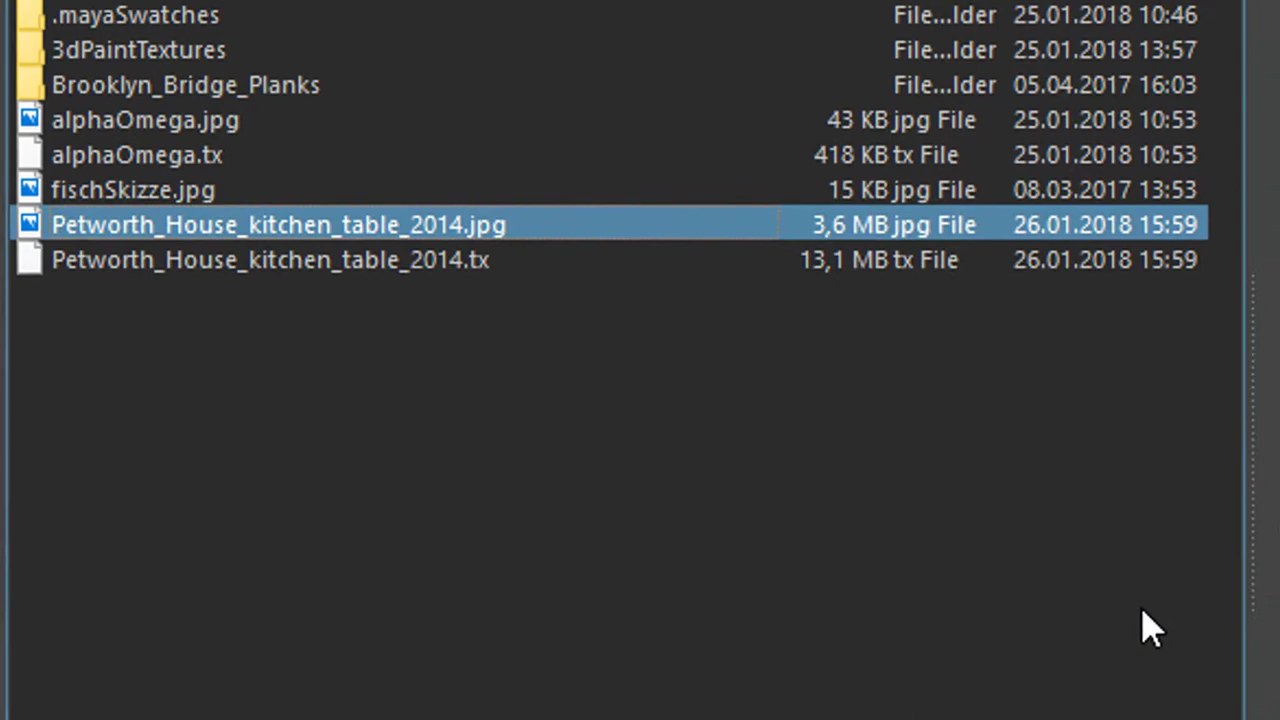 .mayaSwatches File...lder 25.01.2018 10:46
3dPaintTextures File...lder 25.01.2018 13:57
Brooklyn_Bridge_Planks File...lder 05.04.2017 16:03
alphaOmega.jpg 43 KB jpg File 25.01.2018 10:53
alphaOmega.tx 418 KB tx File 25.01.2018 10:53
fischSkizze.jpg 15 KB jpg File 08.03.2017 13:53
Petworth_House_kitchen_table_2014.jpg 3,6 MB jpg File 26.01.2018 15:59
Petworth_House_kitchen_table_2014.tx 13,1 MB tx File 26.01.2018 15:59